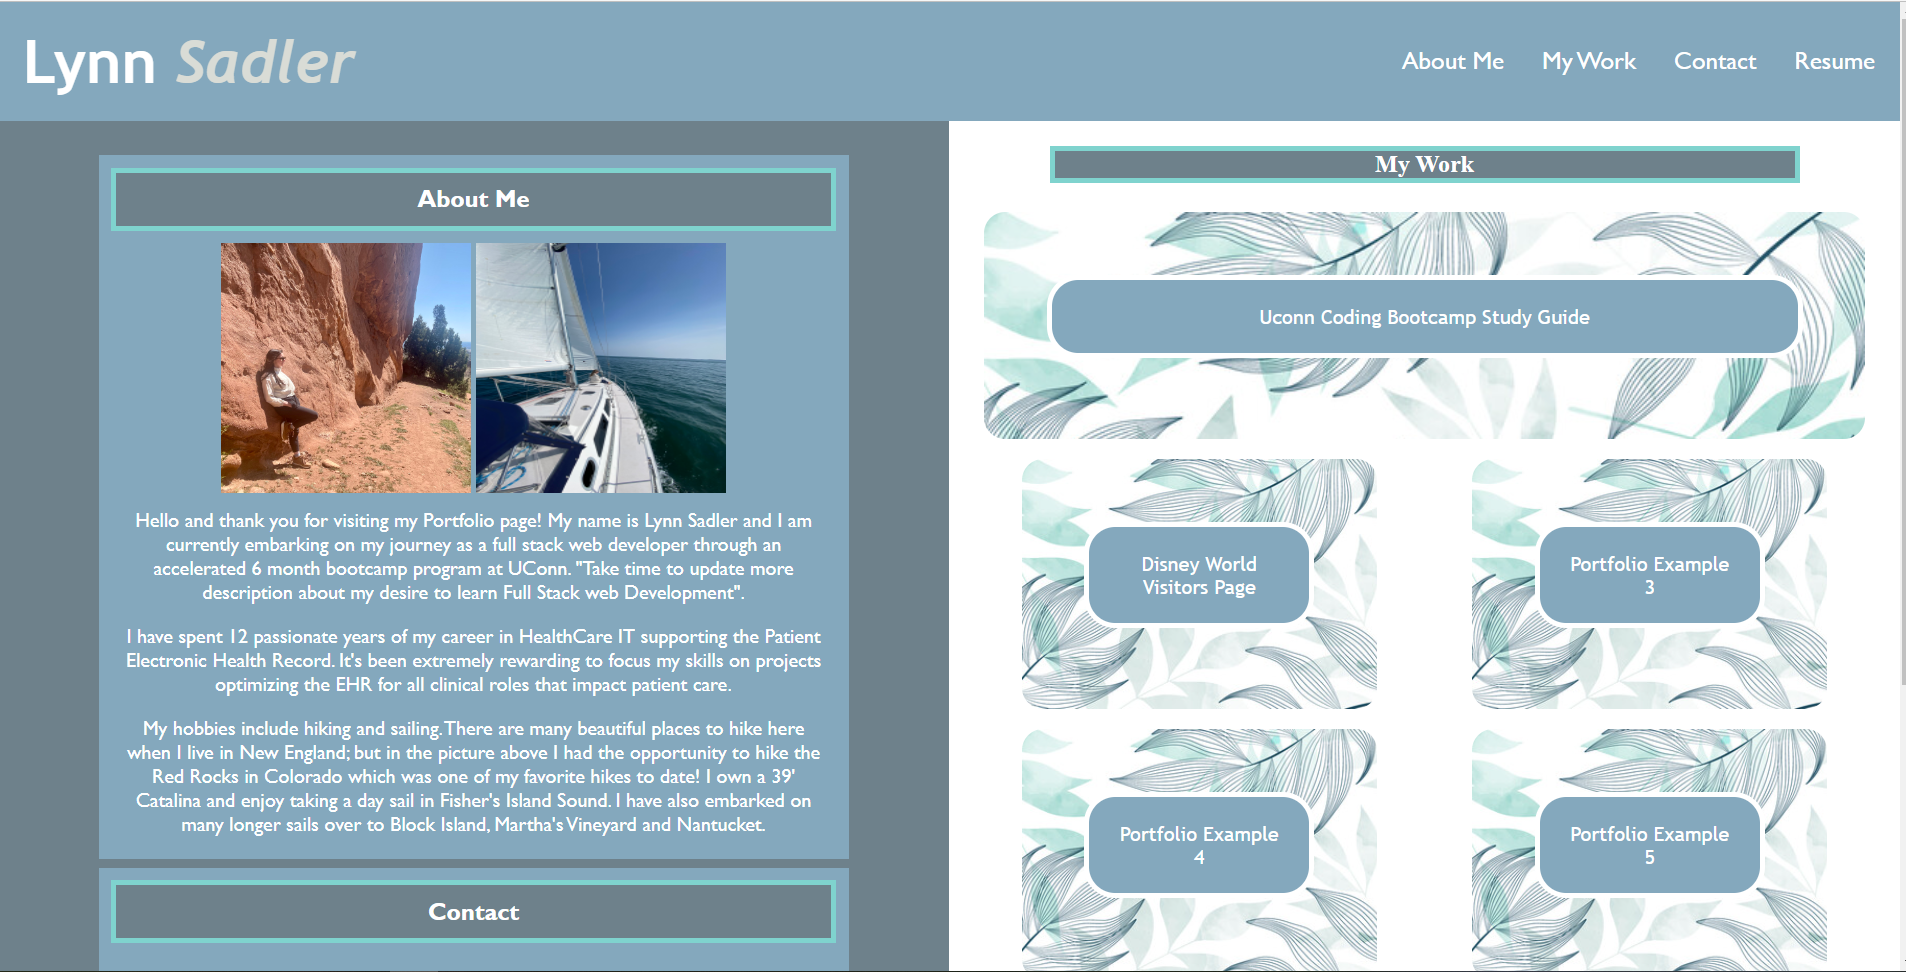 Lynn Sadler
About Me
My Work
Contact
Resume
About Me
Hello and thank you for visiting my Portfolio page! My name is Lynn Sadler and I am
currently embarking on my journey as a full stack web developer through an
accelerated 6 month bootcamp program at UConn. "Take time to update more
description about my desire to learn Full Stack web Development".
I have spent 12 passionate years of my career in HealthCare IT supporting the Patient
Electronic Health Record. It's been extremely rewarding to focus my skills on projects
optimizing the EHR for all clinical roles that impact patient care.
My hobbies include hiking and sailing. There are many beautiful places to hike here
when I live in New England; but in the picture above I had the opportunity to hike the
Red Rocks in Colorado which was one of my favorite hikes to date! I own a 39'
Catalina and enjoy taking a day sail in Fisher's Island Sound. I have also embarked on
many longer sails over to Block Island, Martha's Vineyard and Nantucket.
Contact
My Work
Uconn Coding Bootcamp Study Guide
Disney World
Visitors Page
Portfolio Example
3
Portfolio Example
4
Portfolio Example
5